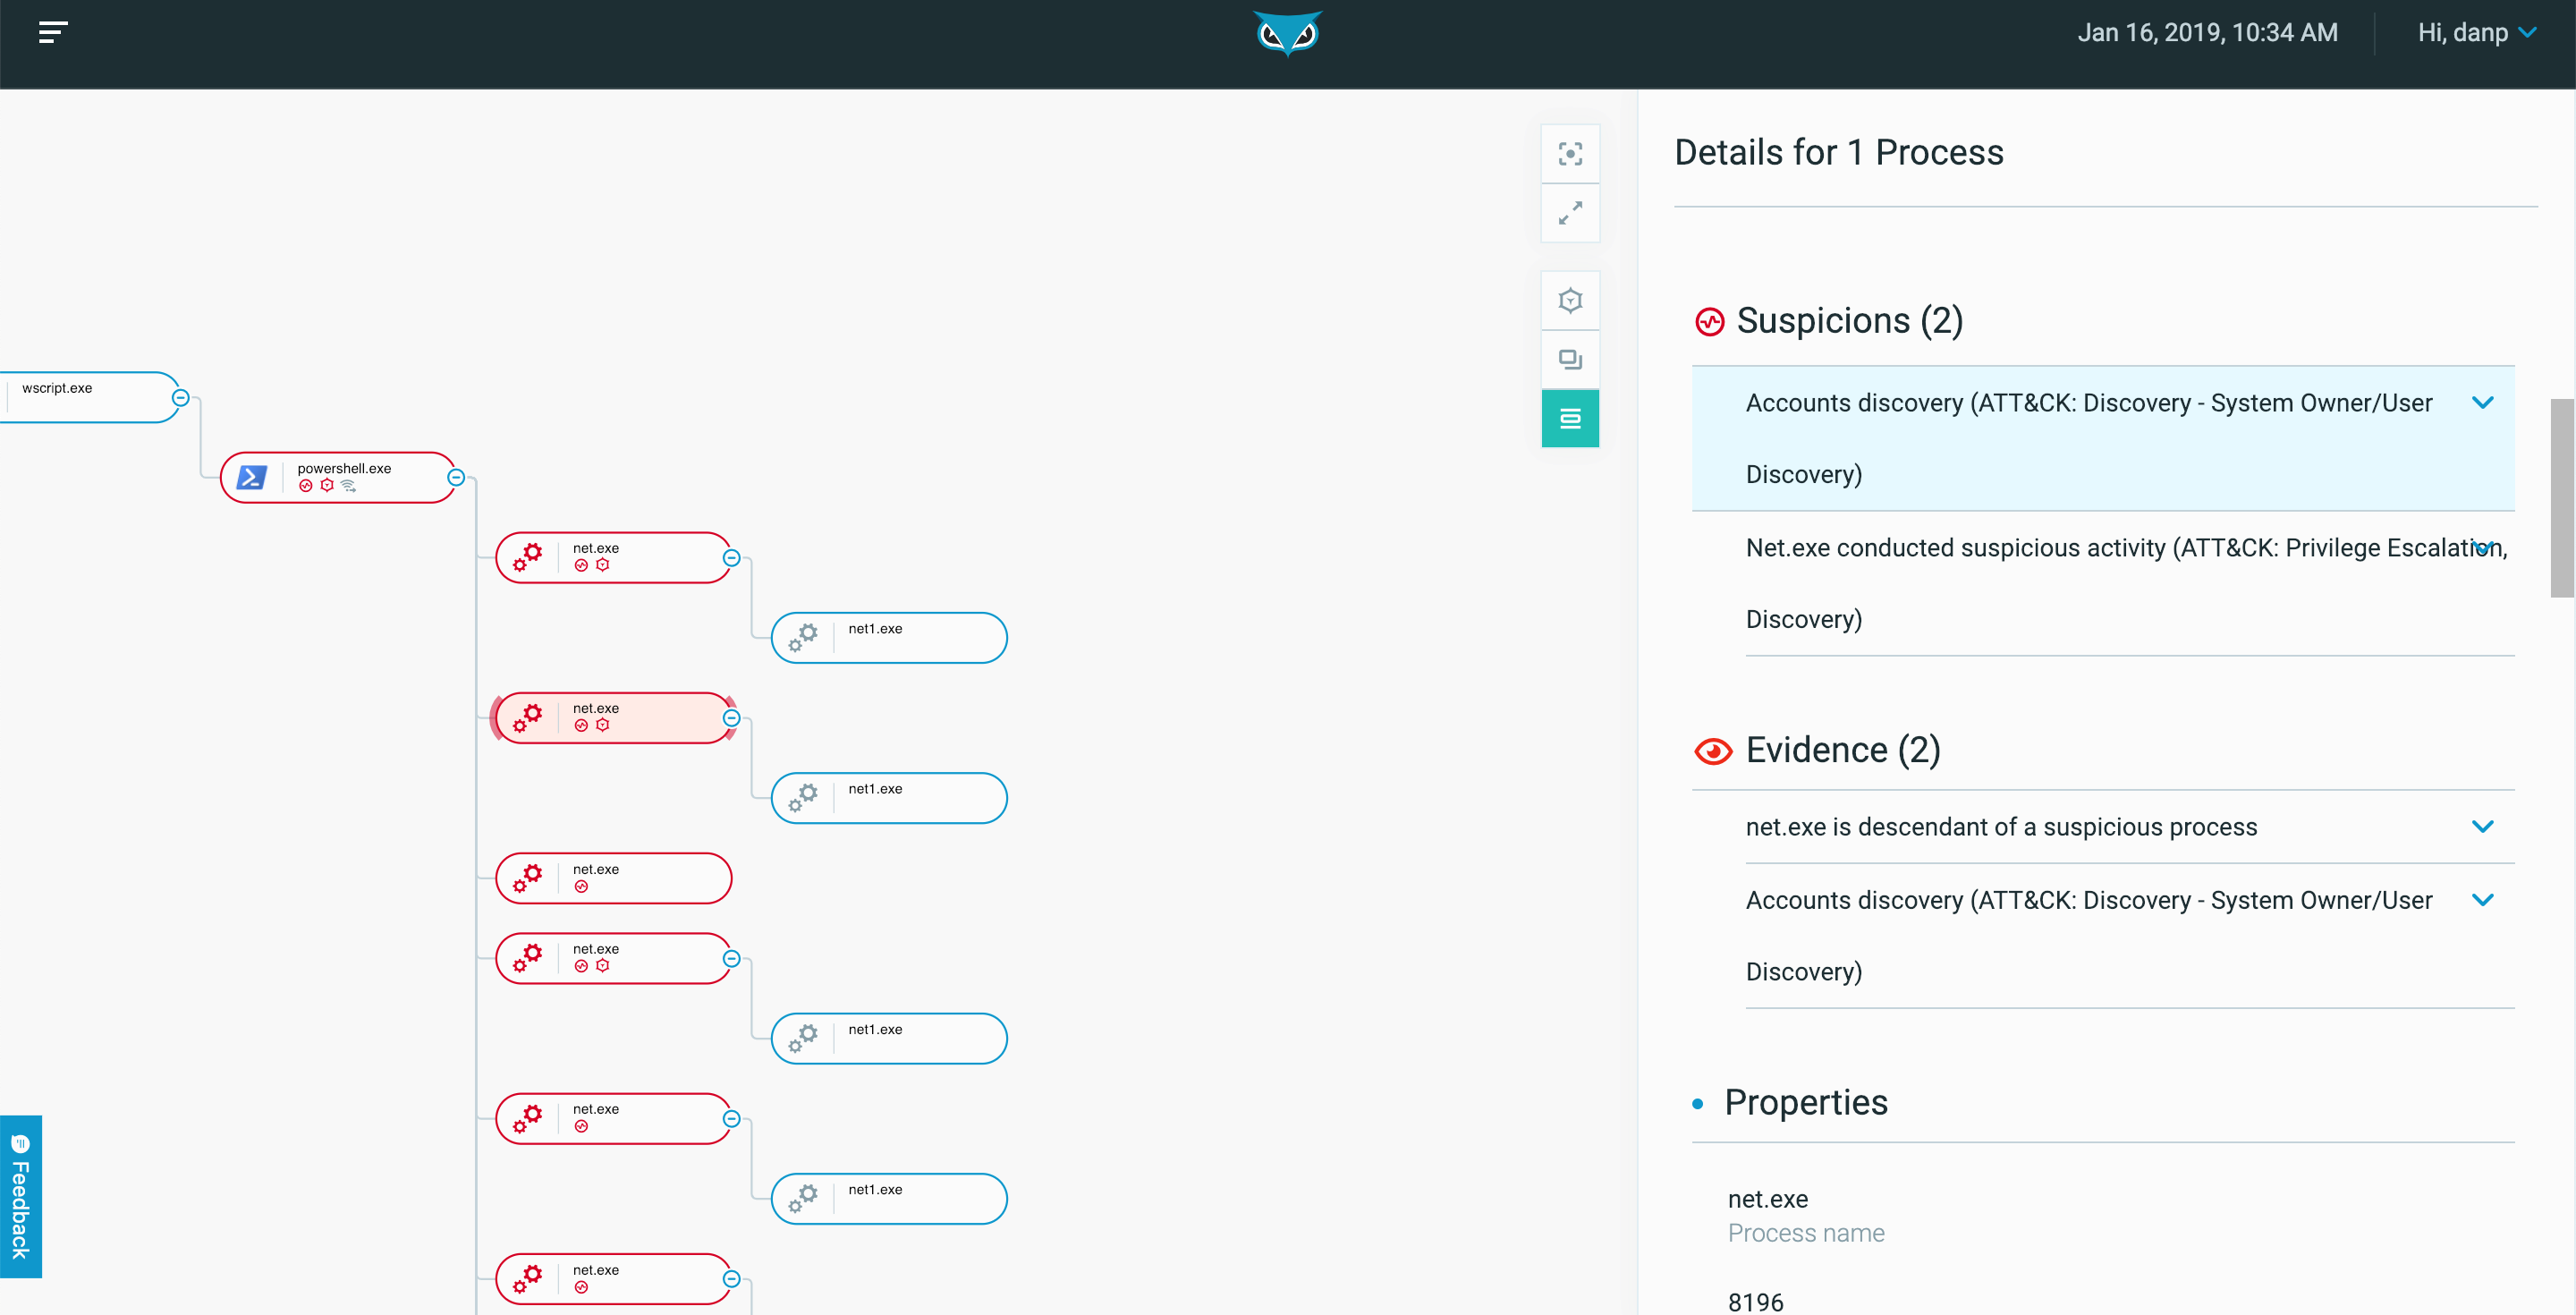 Jan 16, 2019, 10:34 AM
Hi, danp
wscript.exe
powershell.exe
net.exe
net1.exe
net.exe
net1.exe
net.exe
net.exe
net1.exe
net.exe
net1.exe
net.exe
Feedback
Details for 1 Process
Suspicions (2)
Accounts discovery (ATT&CK: Discovery - System Owner/User
Discovery)
Net.exe conducted suspicious activity (ATT&CK: Privilege Escalation,
Discovery)
Evidence (2)
net.exe is descendant of a suspicious process
Accounts discovery (ATT&CK: Discovery - System Owner/User
Discovery)
Properties
net.exe
Process name
8196